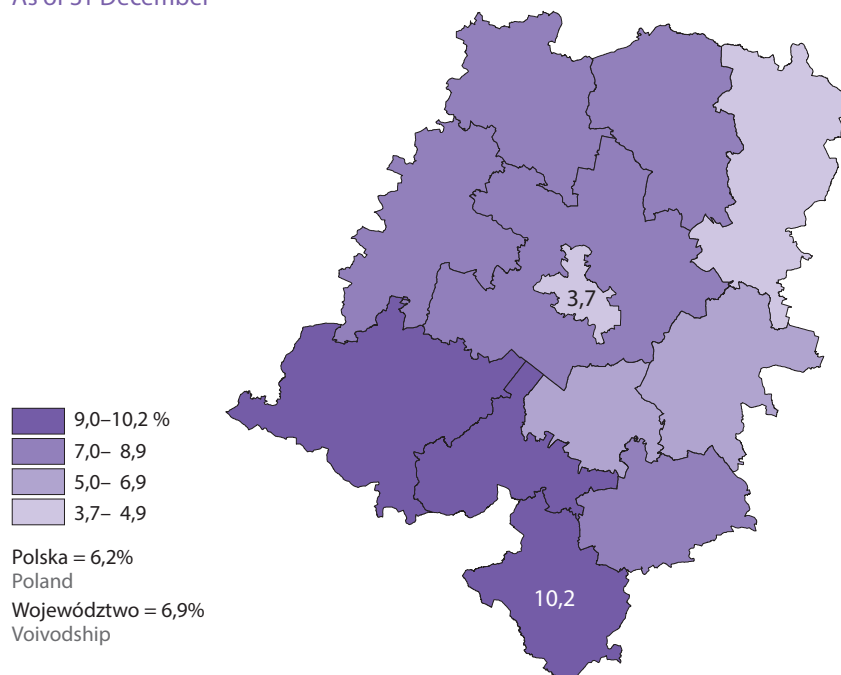 As of 31 December
3,7
9,0–10,2 %
7,0– 8,9
5,0– 6,9
3,7– 4,9
Polska = 6,2%
Poland
Województwo = 6,9%
Voivodship
10,2